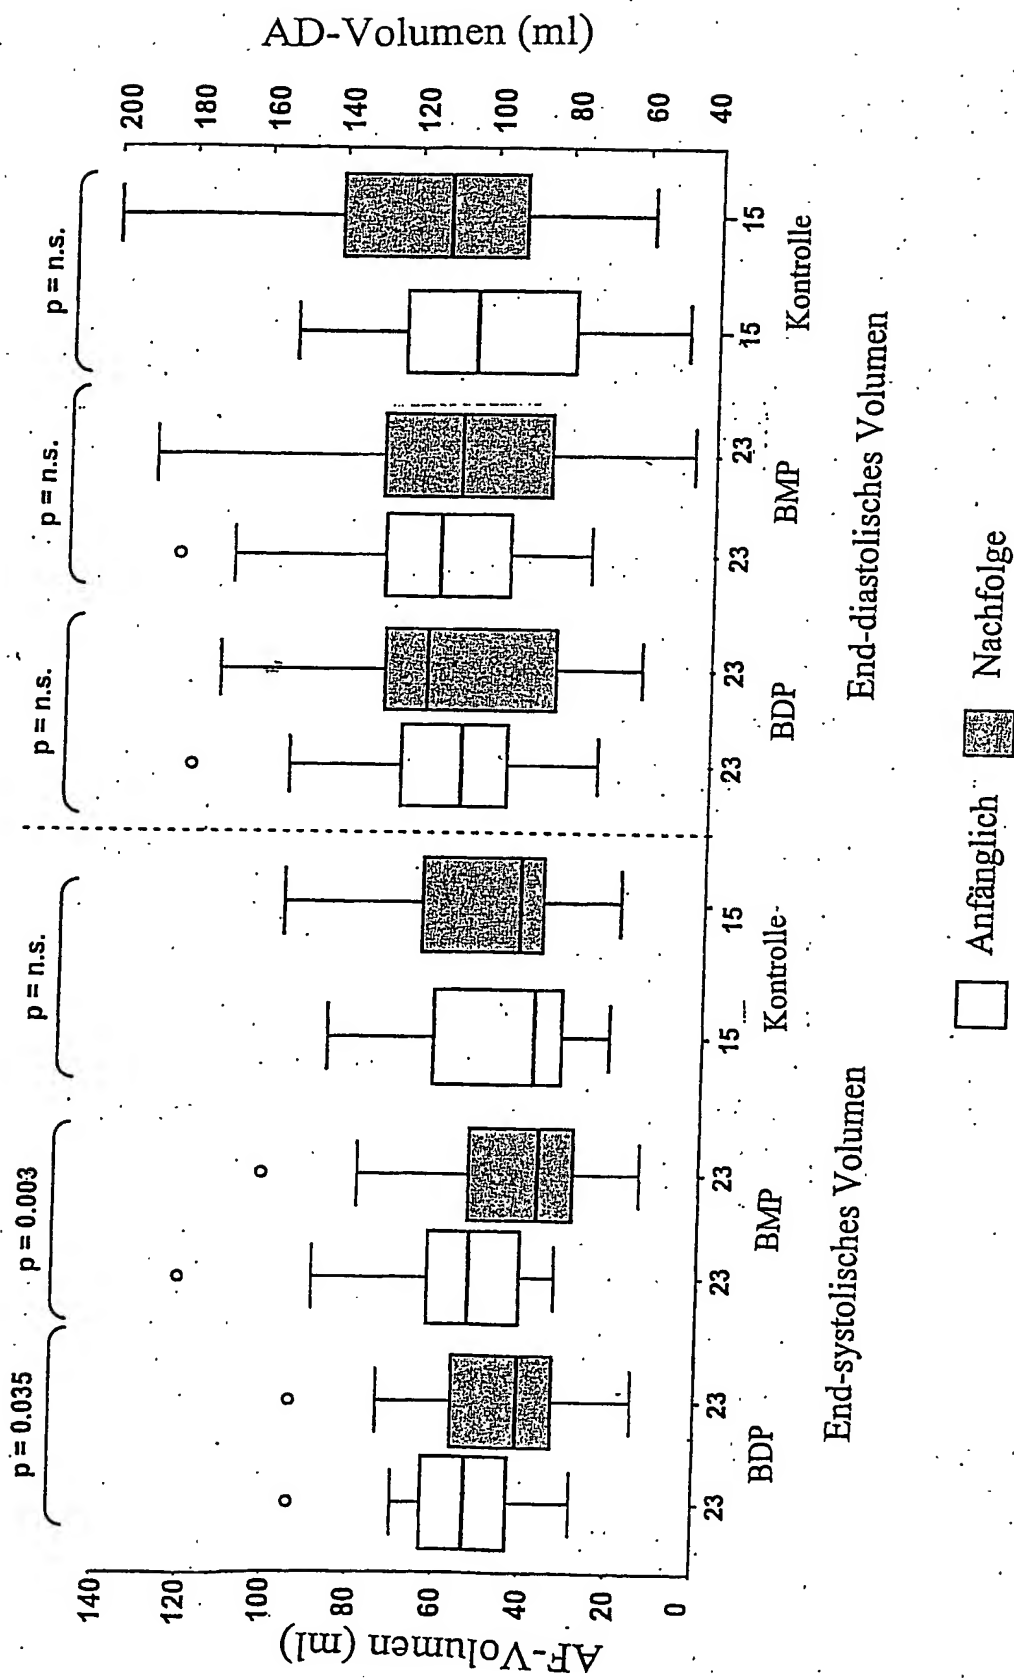 p = 0.035
p = 0.003
p = n.s.
p = n.s.
p = n.s.
p = n.s.
AF-Volumen (ml)
140
120
100
80
60
40
20
0
AD-Volumen (ml)
200
180
160
140
120
100
80
60
40
23 23 23 23 15 15 23 23 23 23 15 15
BDP BMP Kontrolle BDP BMP Kontrolle
End-systolisches Volumen End-diastolisches Volumen
Anfänglich Nachfolge